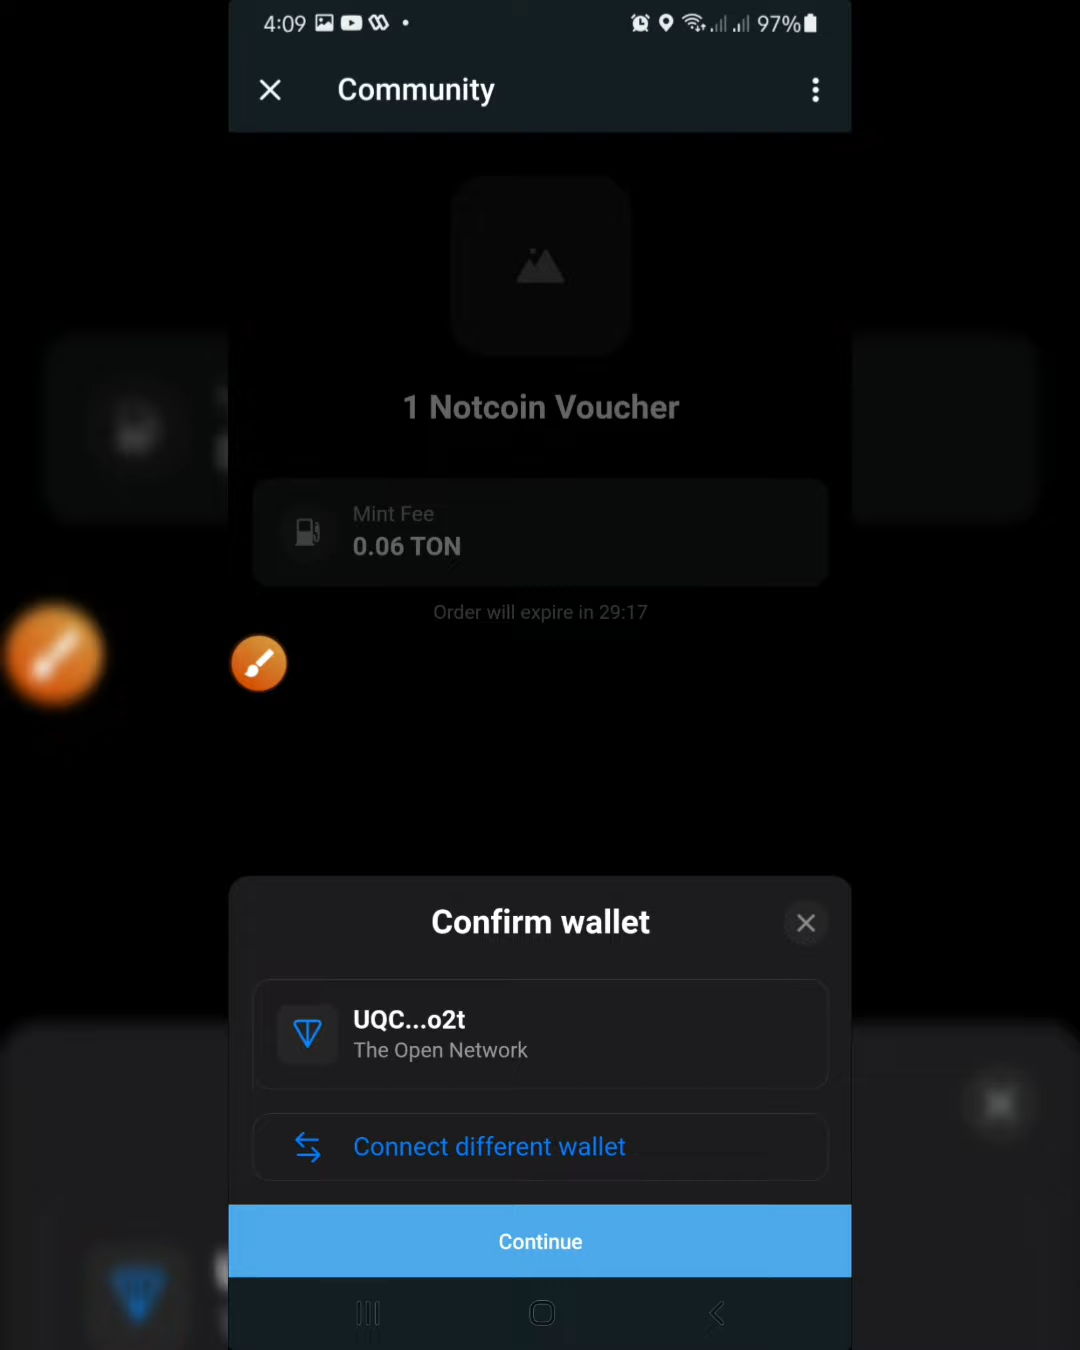 4:09
97%
Community
1 Notcoin Voucher
Mint Fee
0.06 TON
Order will expire in 29:17
Confirm wallet
UQC...o2t
The Open Network
Connect different wallet
Continue